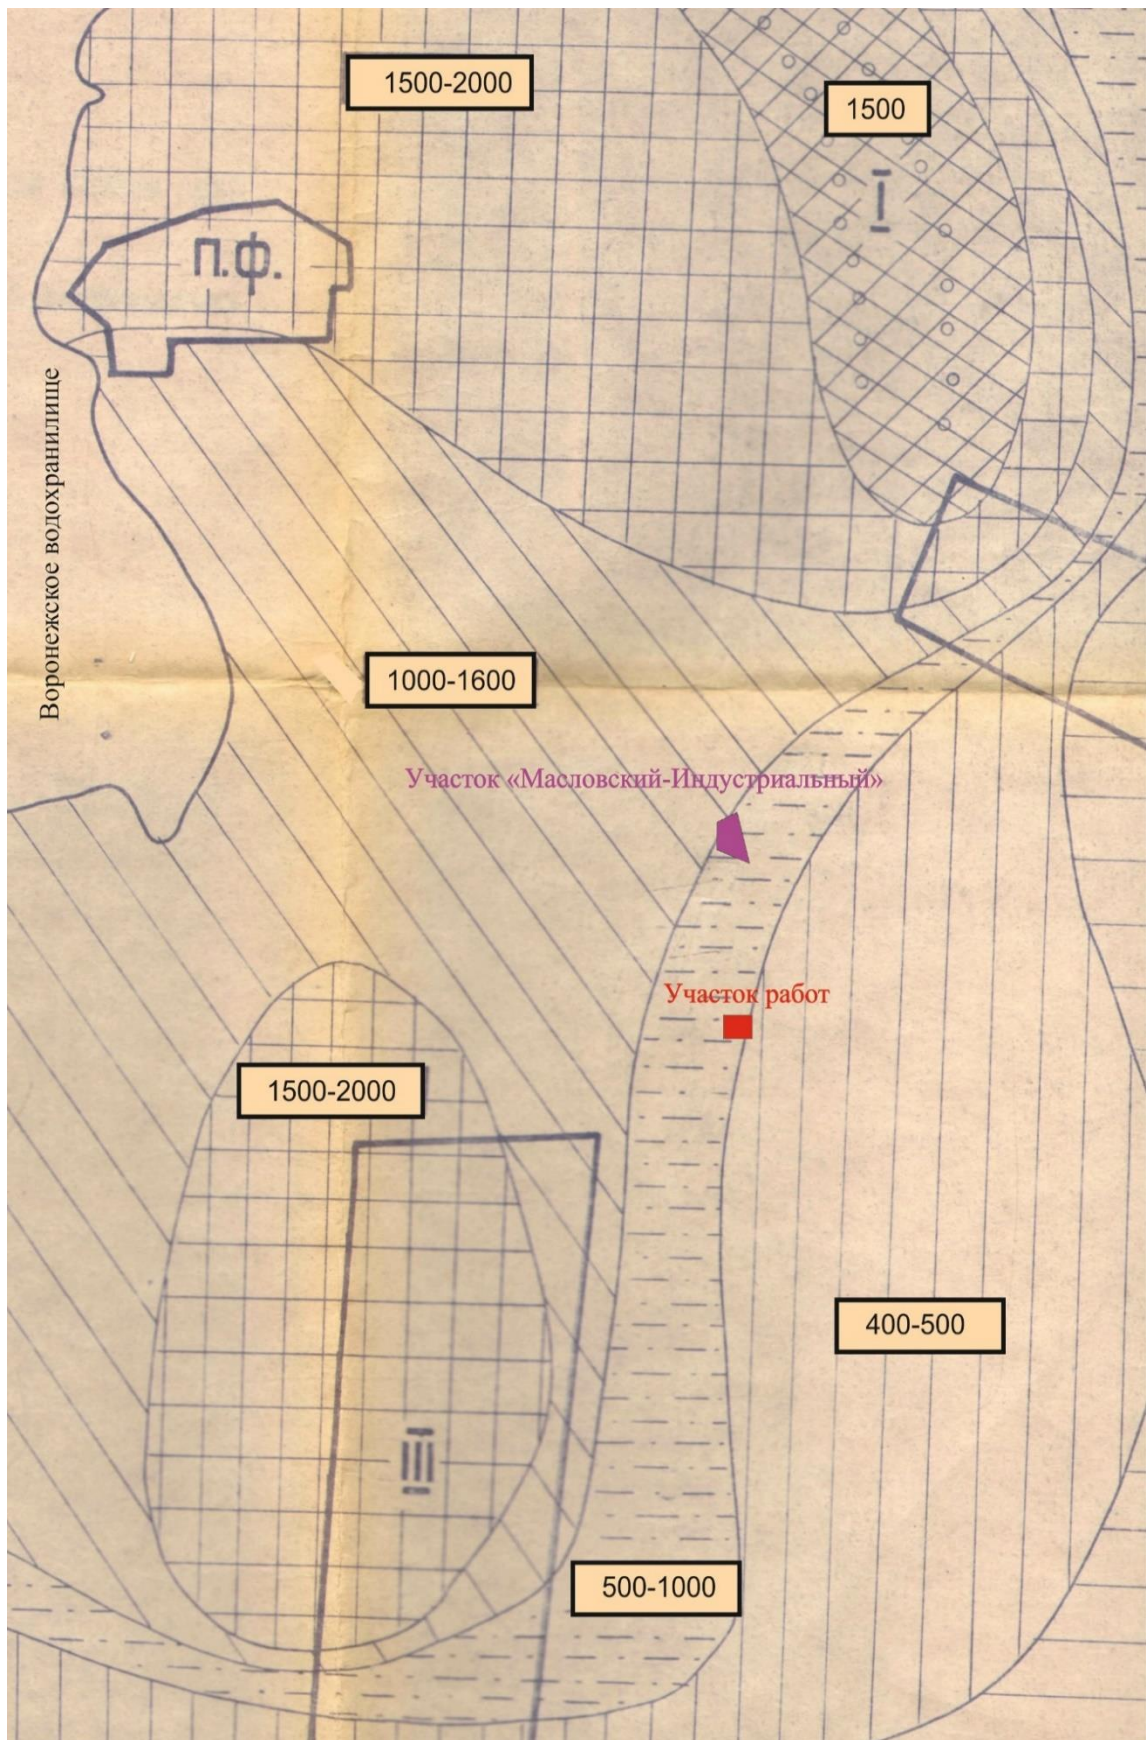 1500-2000
1500
I
П.Ф.
Воронежское водохранилище
1000-1600
Участок «Масловский-Индустриальный»
Участок работ
1500-2000
400-500
III
500-1000